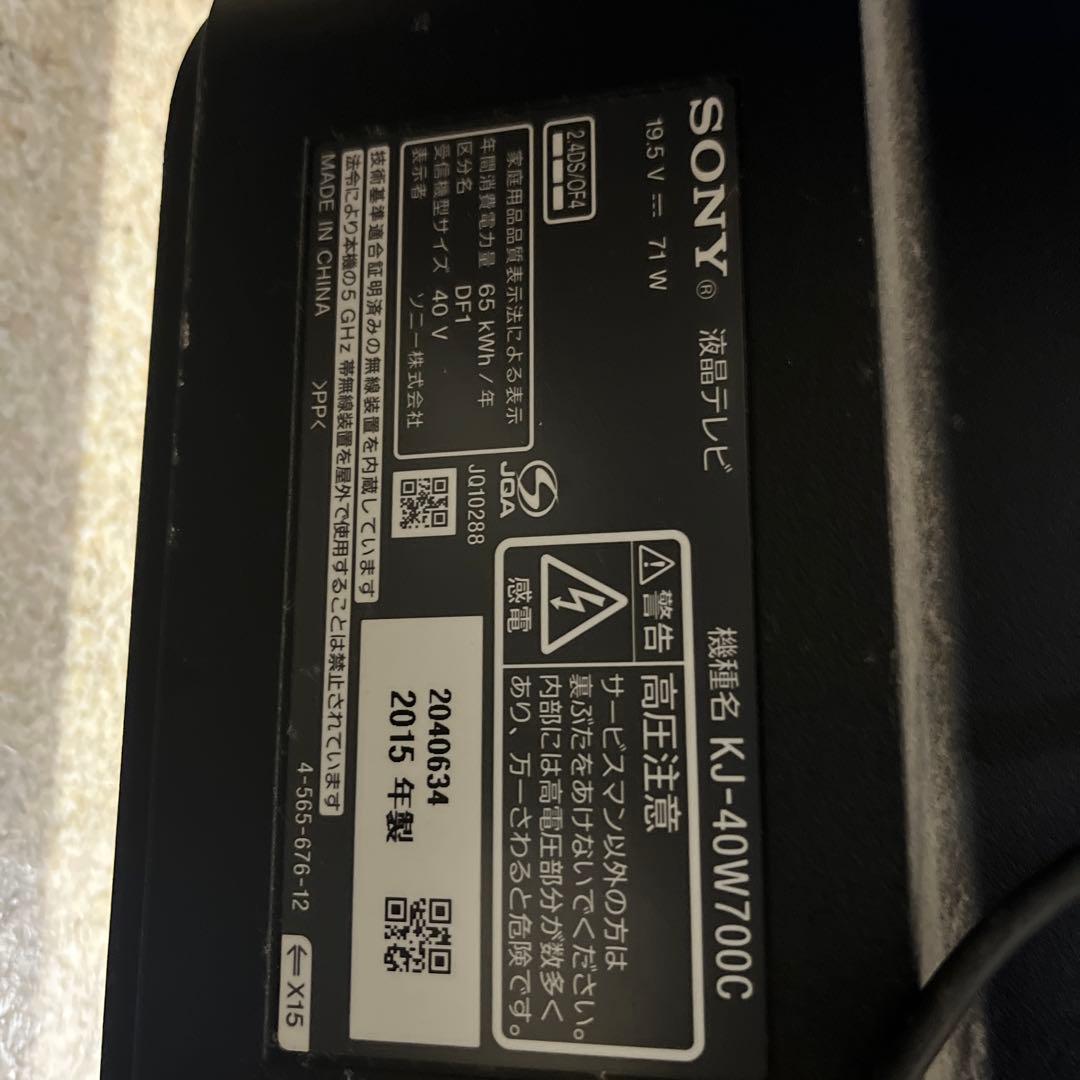 SONY® 液晶テレビ 機種名 KJ-40W700C
19.5 V ⎓ 71 W
2.4DS/OF4
家庭用品品質表示法による表示
年間消費電力量 65 kWh / 年
区分名 DF1
受信機型サイズ 40 V
表示者 ソニー株式会社
JQA
JQ10288
⚠警告 高圧注意
感電
サービスマン以外の方は
裏ぶたをあけないでください。
内部には高電圧部分が数多く
あり、万一さわると危険です。
技術基準適合証明済みの無線装置を内蔵しています
法令により本機の5 GHz 帯無線装置を屋外で使用することは禁止されています
MADE IN CHINA
>PP<
2040634
2015 年製
4-565-676-12
⇐X15